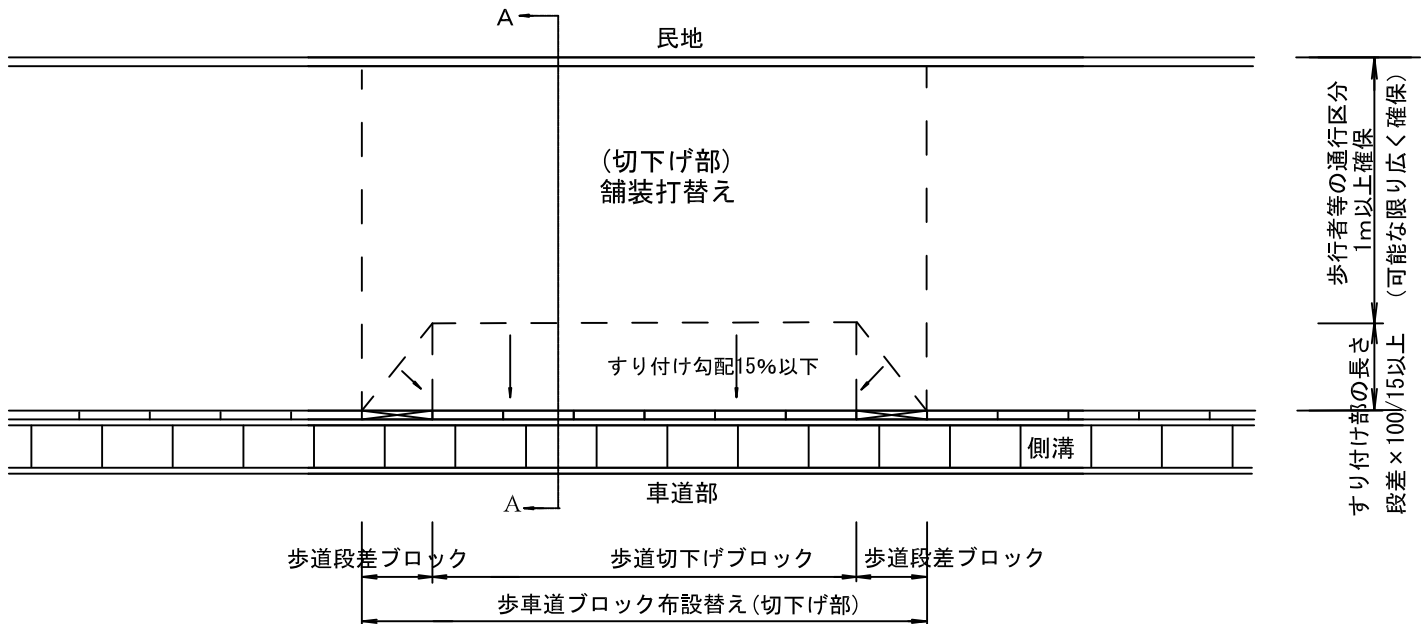 A
民地
(切下げ部)
舗装打替え
すり付け勾配15%以下
側溝
車道部
A
歩道段差ブロック
歩道切下げブロック
歩道段差ブロック
歩車道ブロック布設替え(切下げ部)
歩行者等の通行区分
1m以上確保
(可能な限り広く確保)
すり付け部の長さ
段差×100/15以上